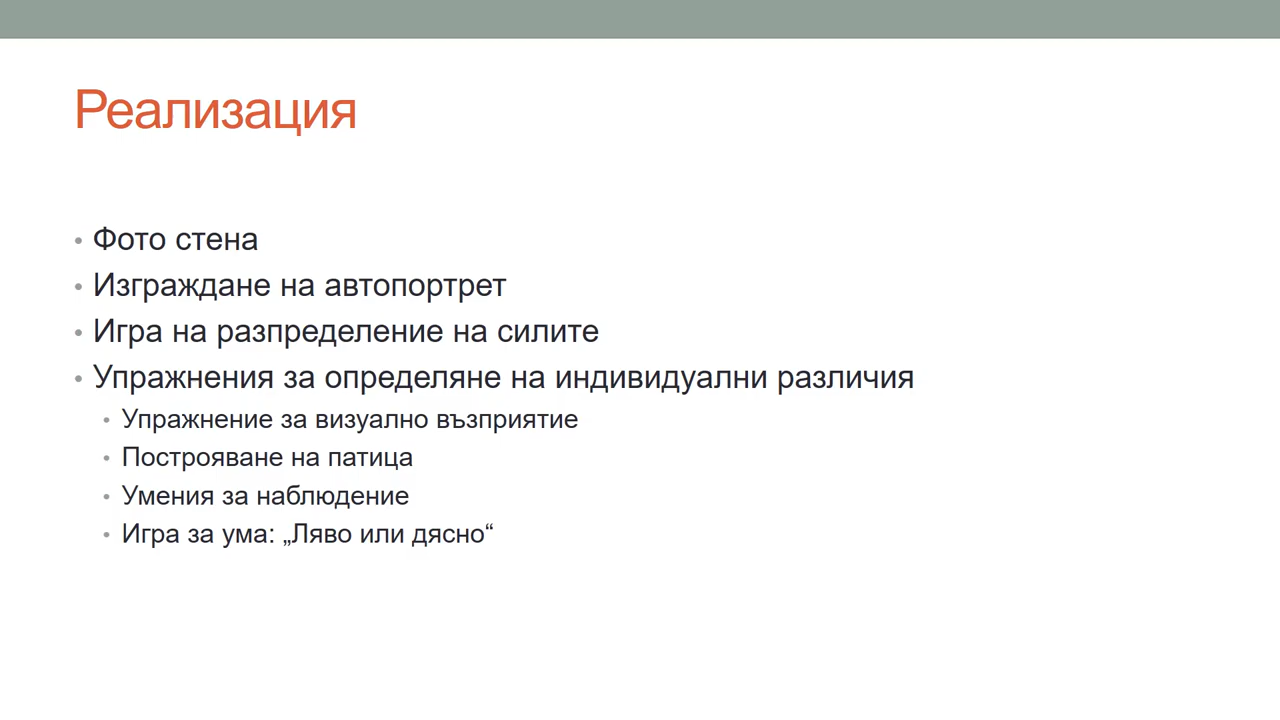 Реализация
• Фото стена
• Изграждане на автопортрет
• Игра на разпределение на силите
• Упражнения за определяне на индивидуални различия
• Упражнение за визуално възприятие
• Построяване на патица
• Умения за наблюдение
• Игра за ума: „Ляво или дясно“